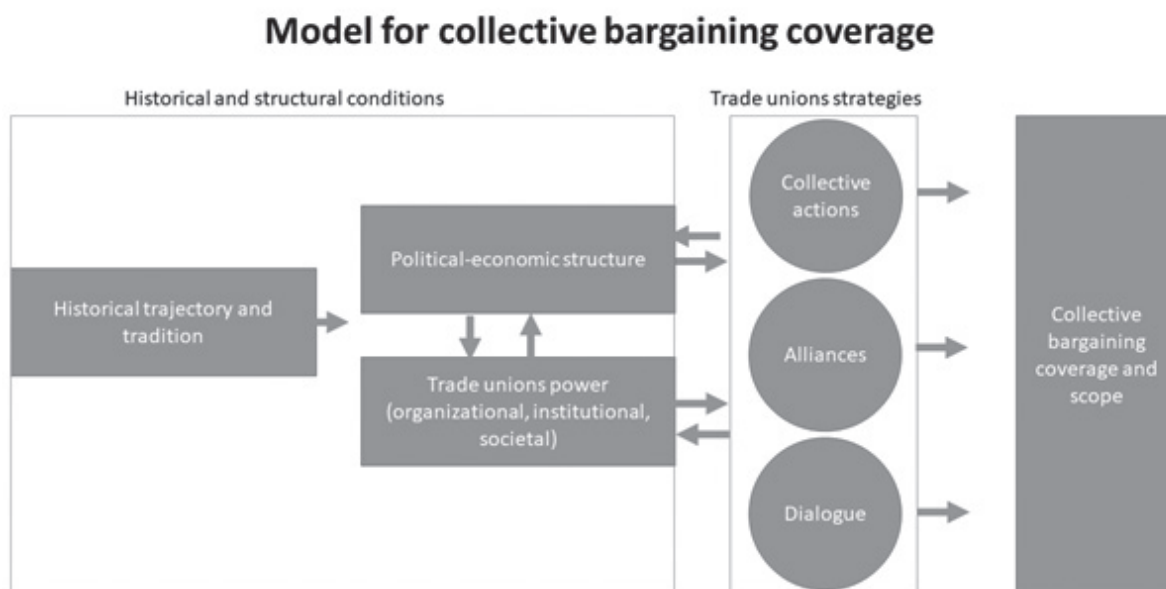 Model for collective bargaining coverage
Historical and structural conditions
Trade unions strategies
Historical trajectory and
tradition
Political-economic structure
Trade unions power
(organizational, institutional,
societal)
Collective
actions
Alliances
Dialogue
Collective
bargaining
coverage and
scope